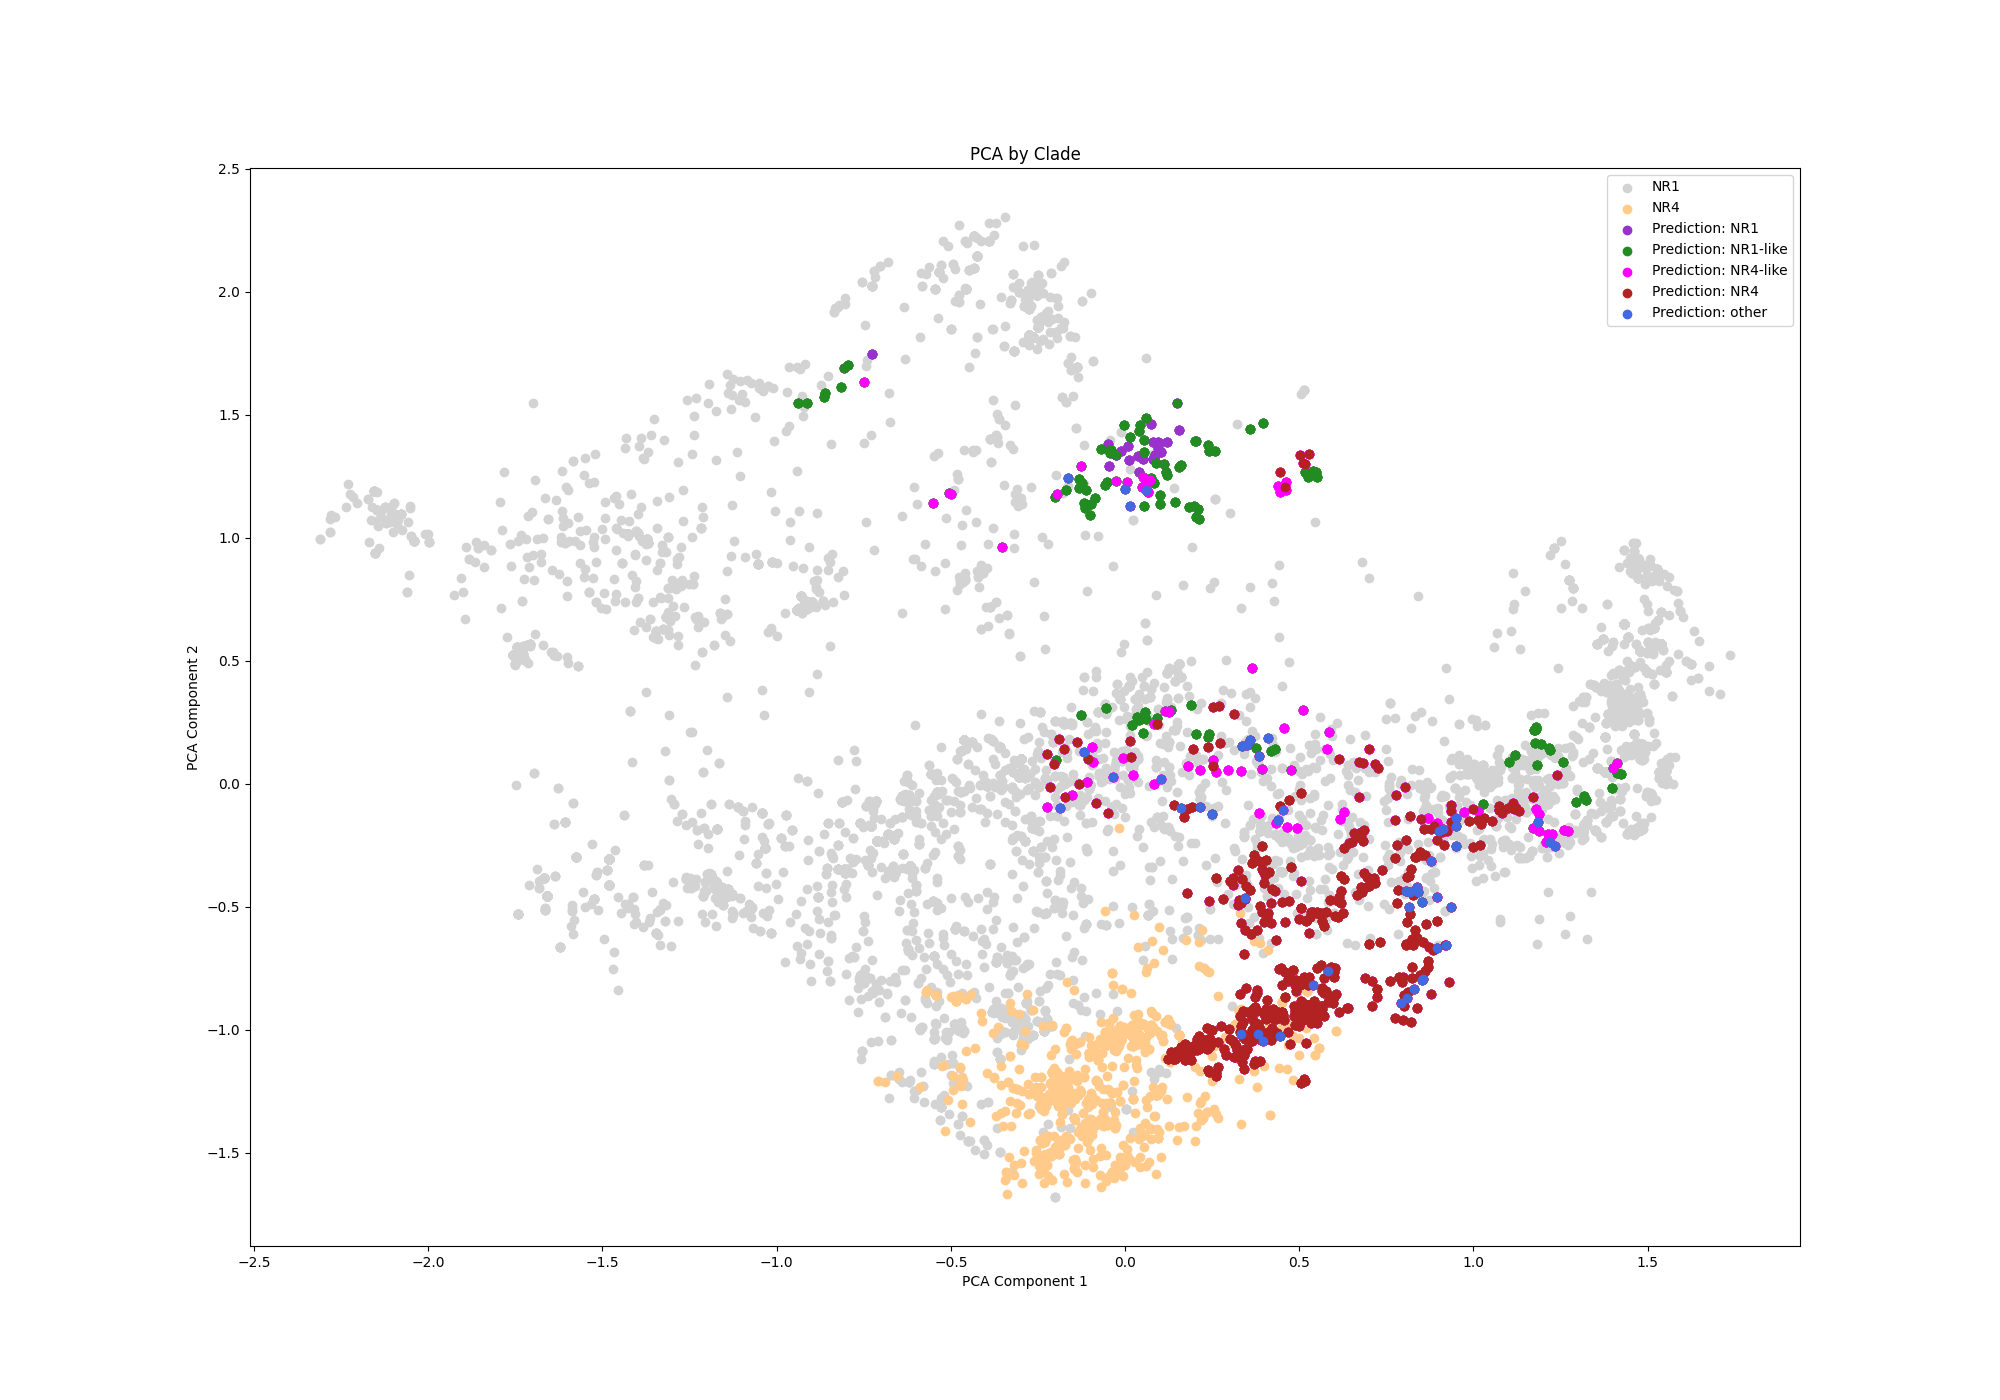 PCA by Clade
2.5
2.0
1.5
1.0
0.5
0.0
−0.5
−1.0
−1.5
PCA Component 2
NR1
NR4
Prediction: NR1
Prediction: NR1-like
Prediction: NR4-like
Prediction: NR4
Prediction: other
−2.5 −2.0 −1.5 −1.0 −0.5 0.0 0.5 1.0 1.5
PCA Component 1